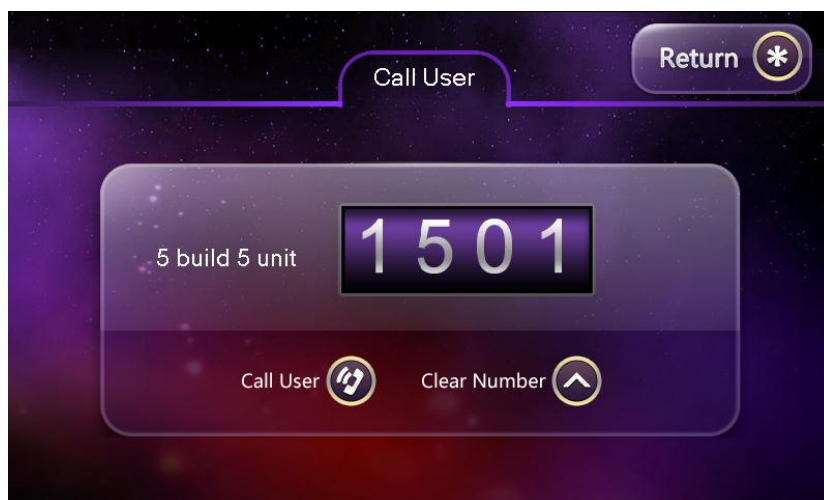 Call User
Return *
5 build 5 unit
1501
Call User
Clear Number